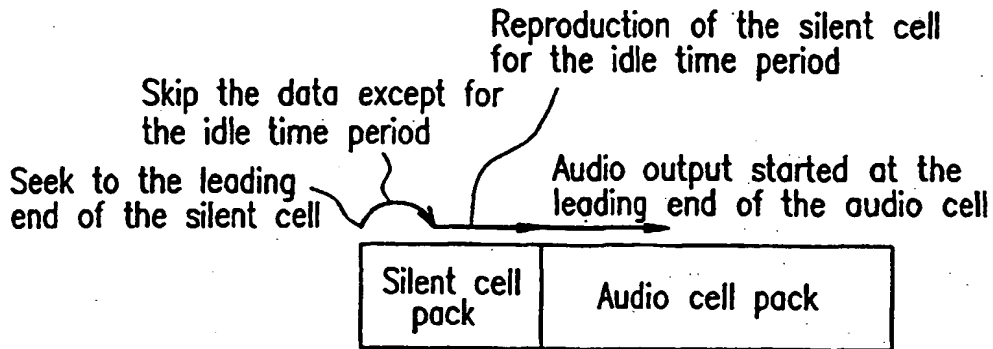 Reproduction of the silent cell
for the idle time period
Skip the data except for
the idle time period
Seek to the leading
end of the silent cell
Audio output started at the
leading end of the audio cell
Silent cell
pack
Audio cell pack